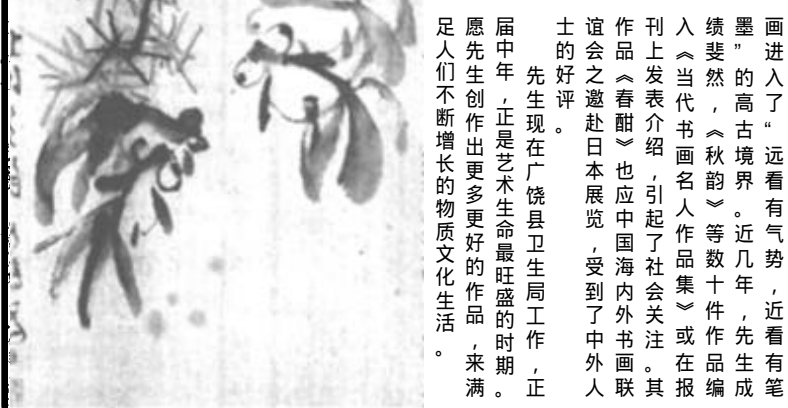 画进入了“远看有气势，近看有笔
墨”的高古境界。近几年，先生成
绩斐然，《秋韵》等数十件作品编
入《当代书画名人作品集》或在报
刊上发表介绍，引起了社会关注。其
作品《春酣》也应中国海内外书画联
谊会之邀赴日本展览，受到了中外人
士的好评。
先生现在广饶县卫生局工作，正
届中年，正是艺术生命最旺盛的时期。
愿先生创作出更多更好的作品，来满
足人们不断增长的物质文化生活。